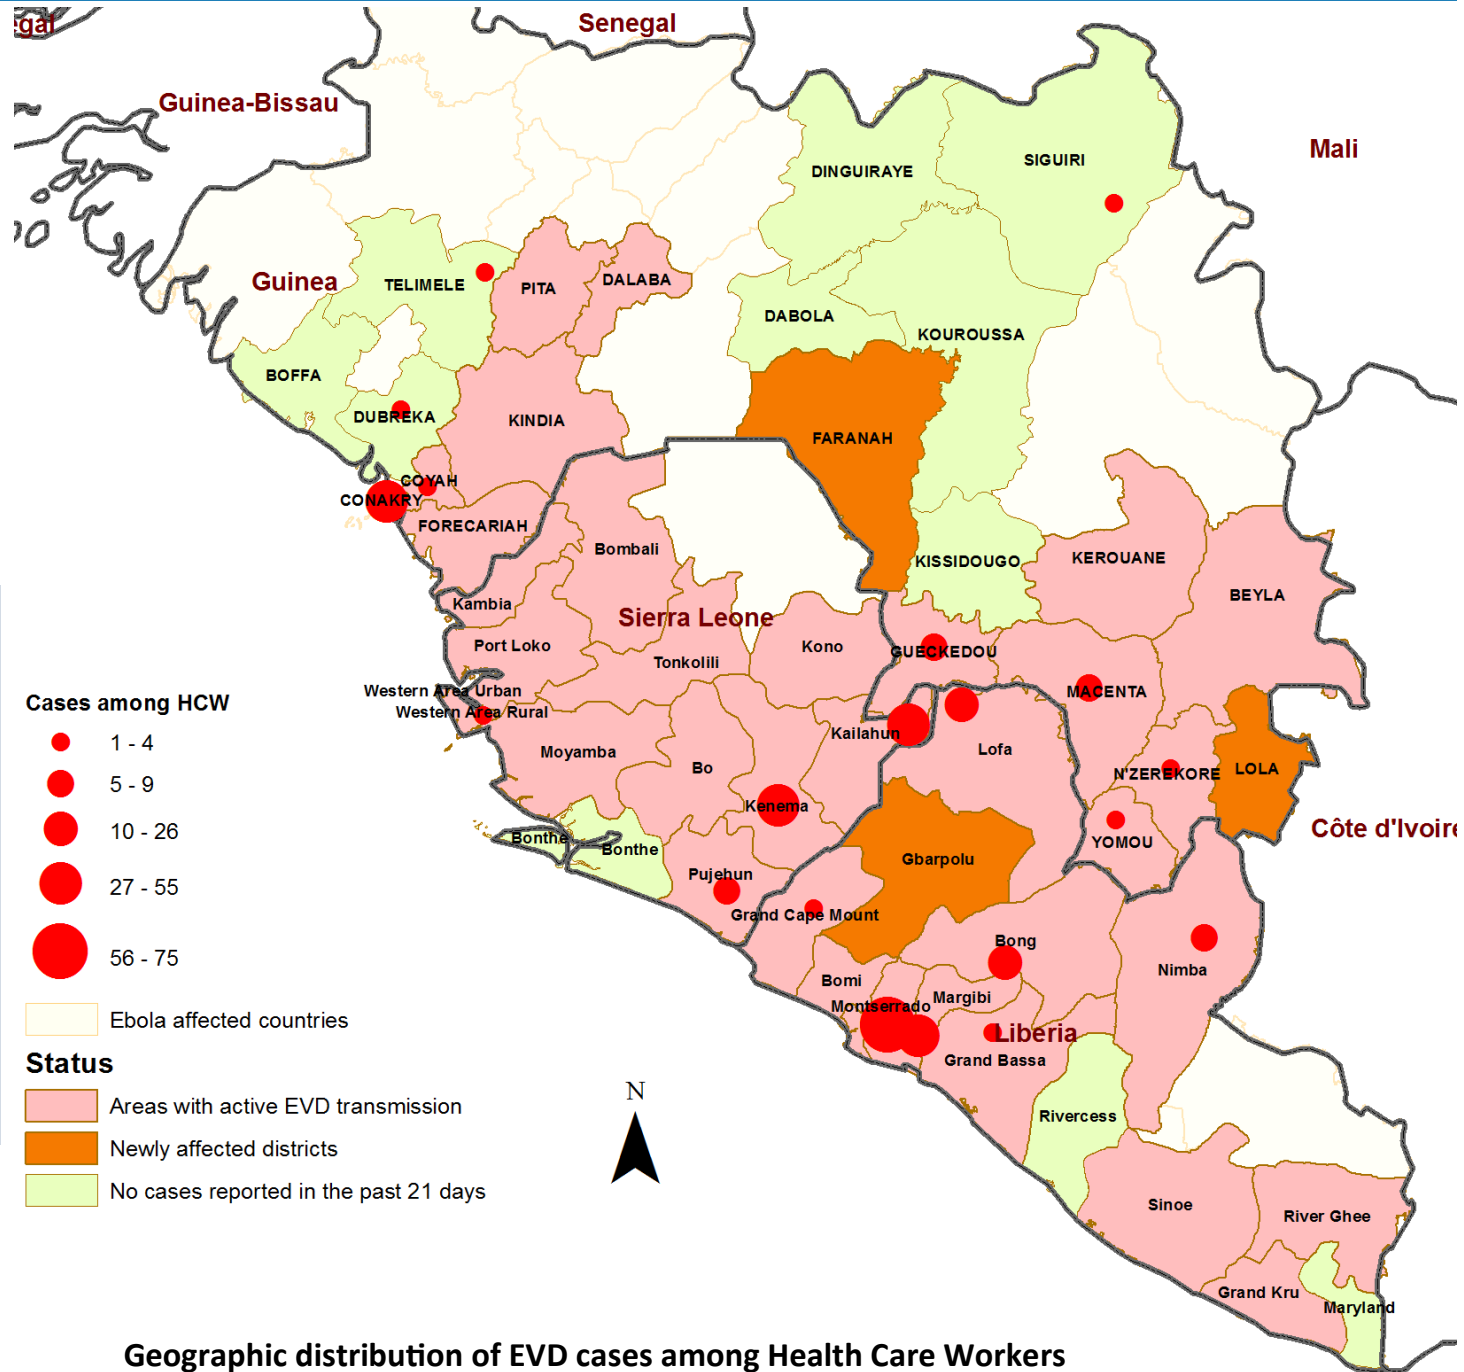 egal
Senegal
Guinea-Bissau
Mali
SIGUIRI
DINGUIRAYE
Guinea
TELIMELE
PITA
DALABA
DABOLA
KOUROUSSA
BOFFA
DUBREKA
KINDIA
FARANAH
COYAH
CONAKRY
FORECARIAH
Bombali
KISSIDOUGO
KEROUANE
BEYLA
Kambia
Sierra Leone
Port Loko
Kono
GUECKEDOU
Tonkolili
Western Area Urban
MACENTA
Western Area Rural
Kailahun
Moyamba
Lofa
Bo
N'ZEREKORE
LOLA
Kenema
Côte d'Ivoire
Bonthe
Bonthe
YOMOU
Gbarpolu
Pujehun
Grand Cape Mount
Bong
Nimba
Bomi
Margibi
Montserrado
Liberia
Grand Bassa
Rivercess
Sinoe
River Ghee
Grand Kru
Maryland
Cases among HCW
1 - 4
5 - 9
10 - 26
27 - 55
56 - 75
Ebola affected countries
Status
Areas with active EVD transmission
Newly affected districts
No cases reported in the past 21 days
N
Geographic distribution of EVD cases among Health Care Workers